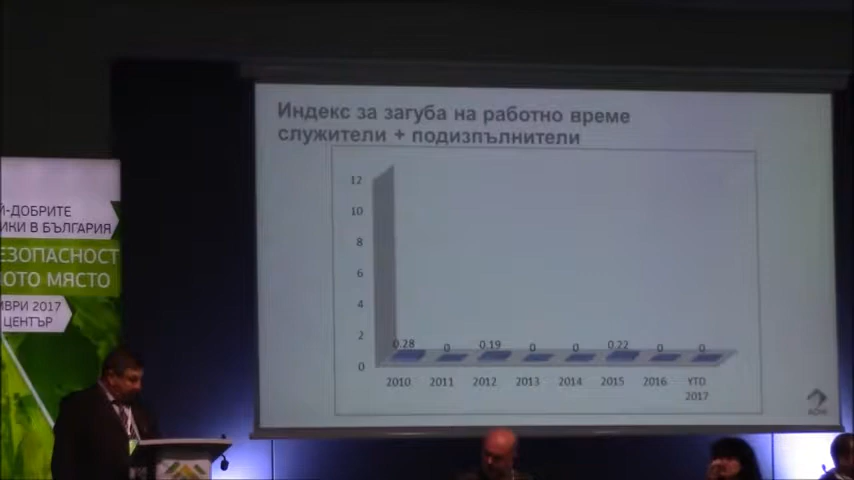 Индекс за загуба на работно време
служители + подизпълнители
12
10
8
6
4
2
0
0.28 0 0.19 0 0 0.22 0 0
2010 2011 2012 2013 2014 2015 2016 YTD
2017
Й-ДОБРИТЕ
ИКИ В БЪЛГАРИЯ
ЕЗОПАСНОСТ
ОТО МЯСТО
МВРИ 2017
ЦЕНТЪР